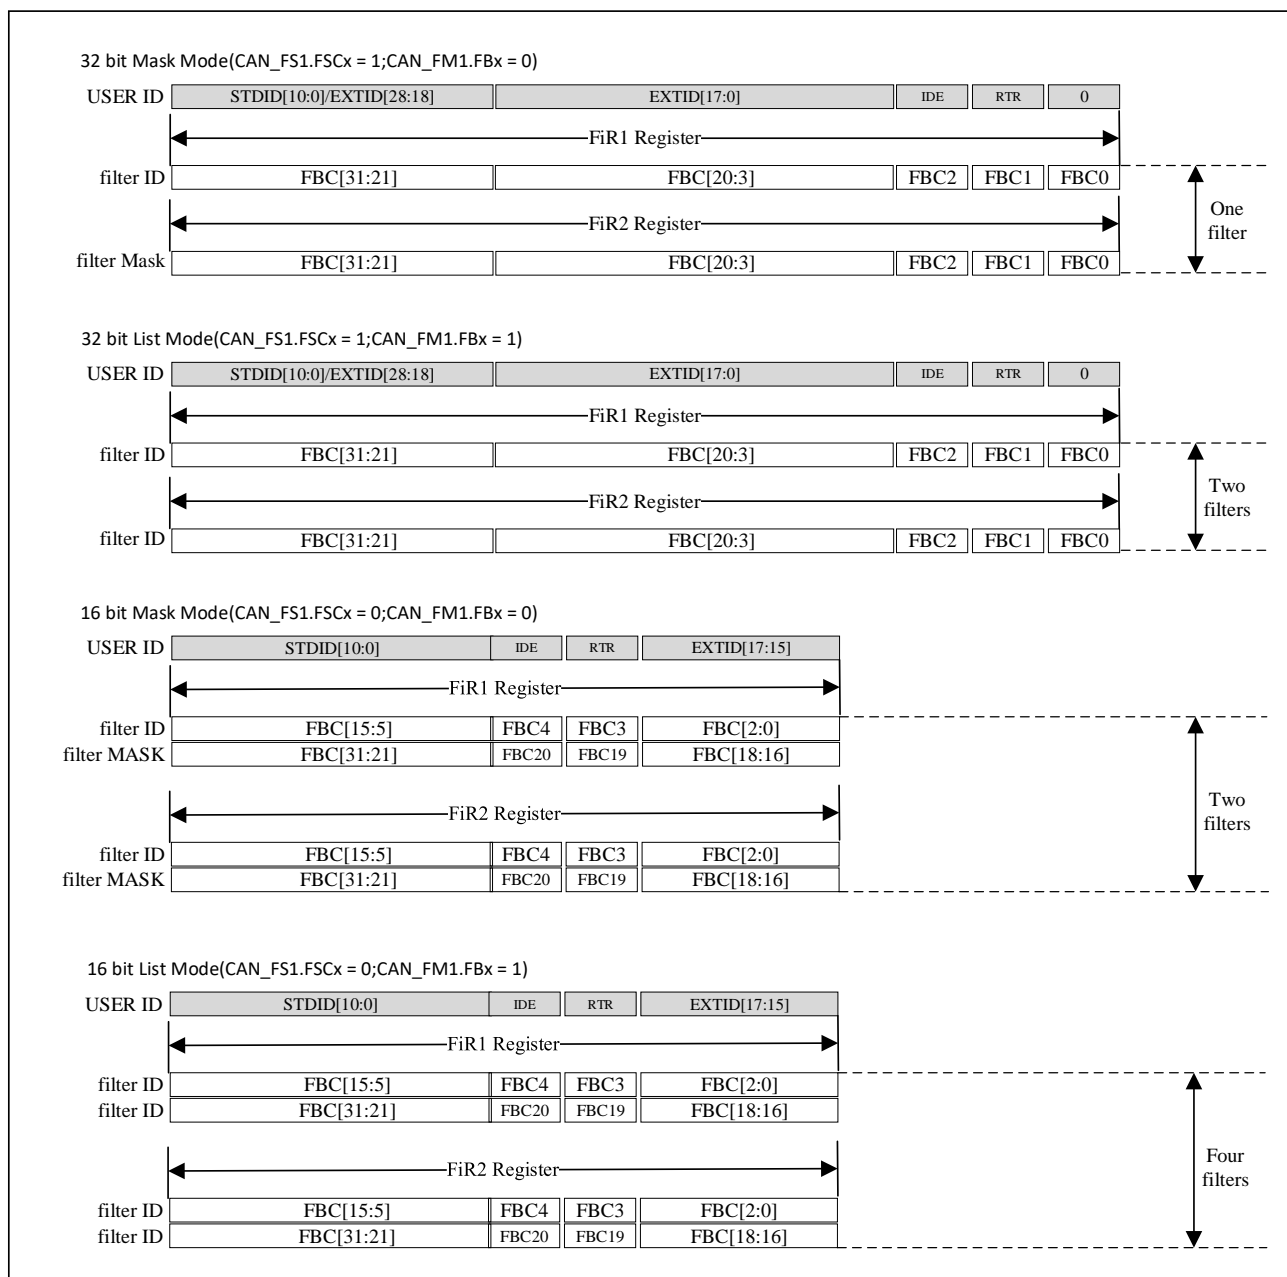 32 bit Mask Mode(CAN_FS1.FSCx = 1;CAN_FM1.FBx = 0)
USER ID STDID[10:0]/EXTID[28:18] EXTID[17:0] IDE RTR 0
FiR1 Register
filter ID FBC[31:21] FBC[20:3] FBC2 FBC1 FBC0
FiR2 Register
One
filter
filter Mask FBC[31:21] FBC[20:3] FBC2 FBC1 FBC0
32 bit List Mode(CAN_FS1.FSCx = 1;CAN_FM1.FBx = 1)
USER ID STDID[10:0]/EXTID[28:18] EXTID[17:0] IDE RTR 0
FiR1 Register
filter ID FBC[31:21] FBC[20:3] FBC2 FBC1 FBC0
FiR2 Register
Two
filters
filter ID FBC[31:21] FBC[20:3] FBC2 FBC1 FBC0
16 bit Mask Mode(CAN_FS1.FSCx = 0;CAN_FM1.FBx = 0)
USER ID STDID[10:0] IDE RTR EXTID[17:15]
FiR1 Register
filter ID FBC[15:5] FBC4 FBC3 FBC[2:0]
filter MASK FBC[31:21] FBC20 FBC19 FBC[18:16]
FiR2 Register
Two
filters
filter ID FBC[15:5] FBC4 FBC3 FBC[2:0]
filter MASK FBC[31:21] FBC20 FBC19 FBC[18:16]
16 bit List Mode(CAN_FS1.FSCx = 0;CAN_FM1.FBx = 1)
USER ID STDID[10:0] IDE RTR EXTID[17:15]
FiR1 Register
filter ID FBC[15:5] FBC4 FBC3 FBC[2:0]
filter ID FBC[31:21] FBC20 FBC19 FBC[18:16]
FiR2 Register
Four
filters
filter ID FBC[15:5] FBC4 FBC3 FBC[2:0]
filter ID FBC[31:21] FBC20 FBC19 FBC[18:16]